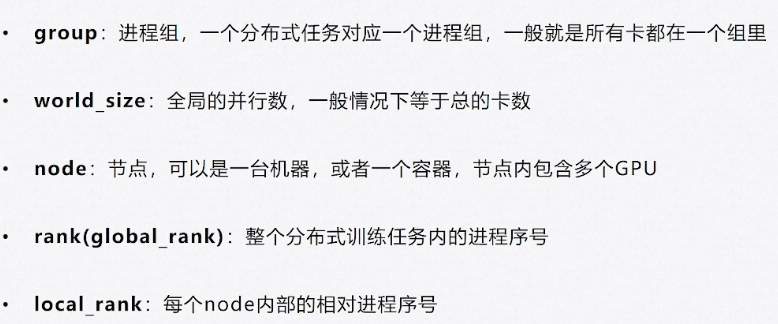 • group：进程组，一个分布式任务对应一个进程组，一般就是所有卡都在一个组里
• world_size：全局的并行数，一般情况下等于总的卡数
• node：节点，可以是一台机器，或者一个容器，节点内包含多个GPU
• rank(global_rank)：整个分布式训练任务内的进程序号
• local_rank：每个node内部的相对进程序号